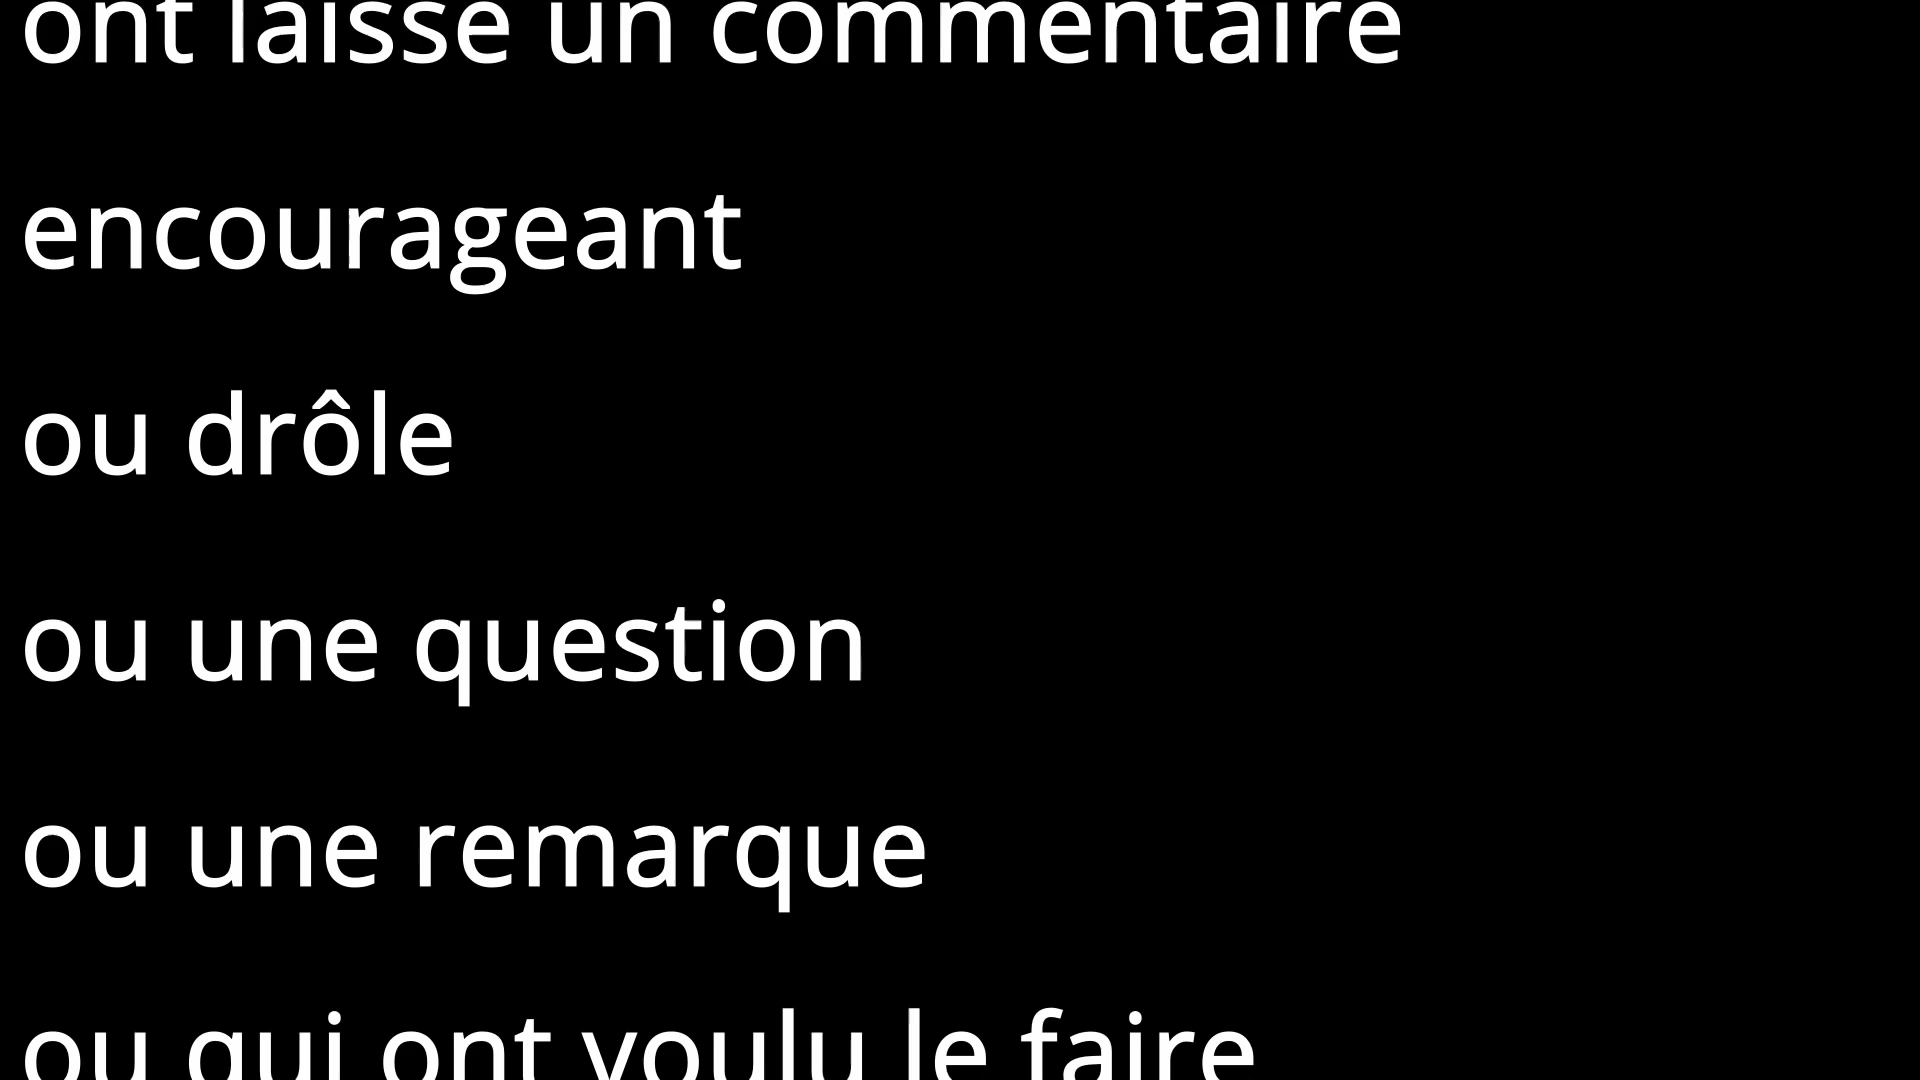 ont laissé un commentaire
encourageant
ou drôle
ou une question
ou une remarque
ou qui ont voulu le faire